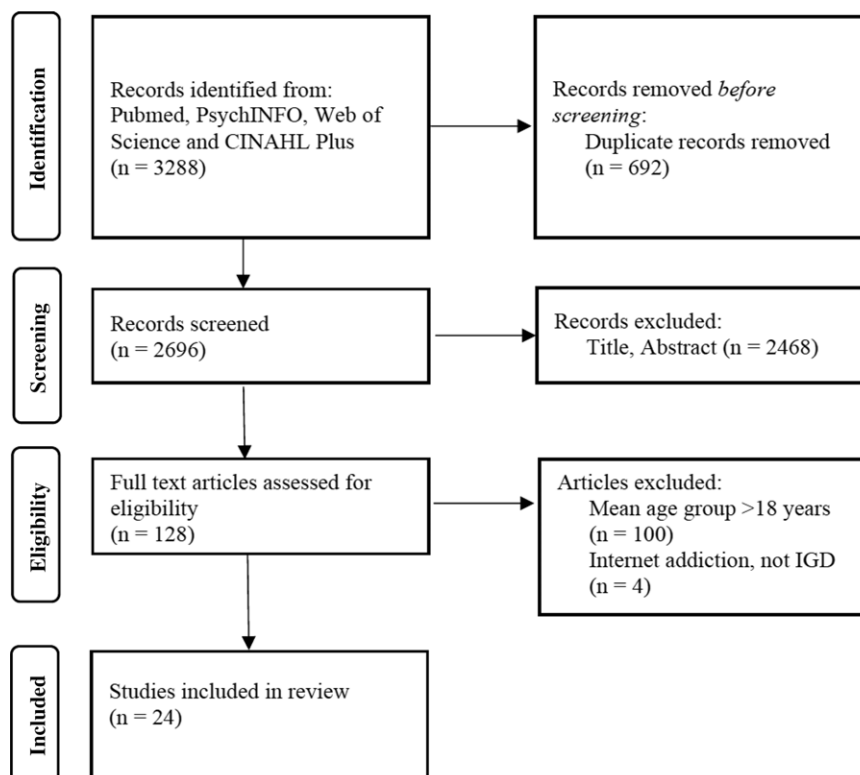 Identification
Records identified from:
Pubmed, PsychINFO, Web of
Science and CINAHL Plus
(n = 3288)
Records removed before
screening:
Duplicate records removed
(n = 692)
Screening
Records screened
(n = 2696)
Records excluded:
Title, Abstract (n = 2468)
Eligibility
Full text articles assessed for
eligibility
(n = 128)
Articles excluded:
Mean age group >18 years
(n = 100)
Internet addiction, not IGD
(n = 4)
Included
Studies included in review
(n = 24)